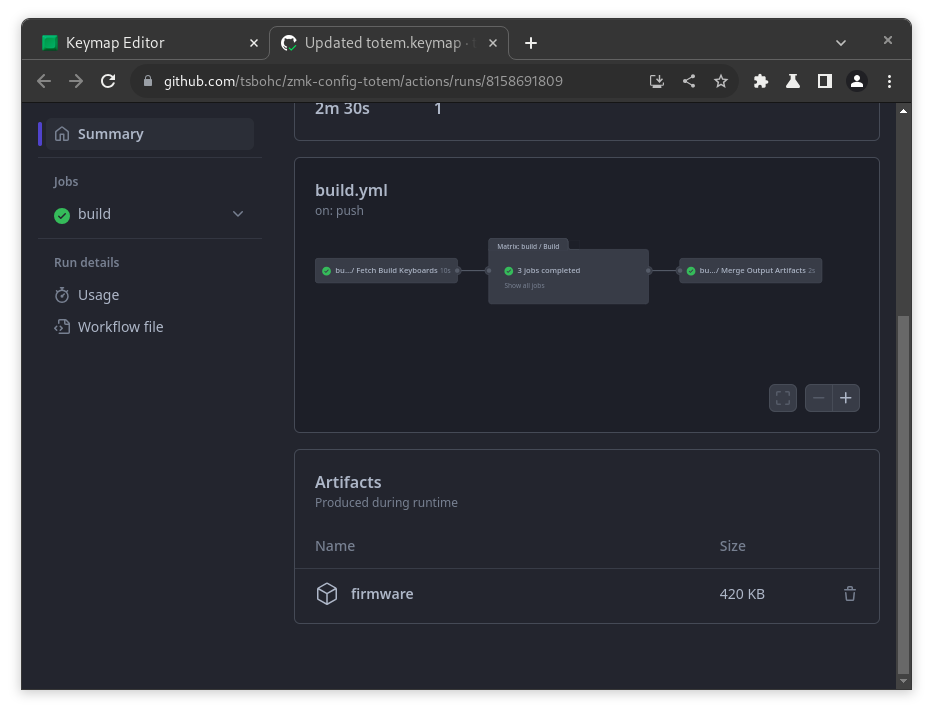 Keymap Editor
Updated totem.keymap ·
github.com/tsbohc/zmk-config-totem/actions/runs/8158691809
Summary
Jobs
build
Run details
Usage
Workflow file
2m 30s 1
build.yml
on: push
Matrix: build / Build
bu.../ Fetch Build Keyboards 10s
3 jobs completed
Show all jobs
bu.../ Merge Output Artifacts 2s
Artifacts
Produced during runtime
Name Size
firmware 420 KB